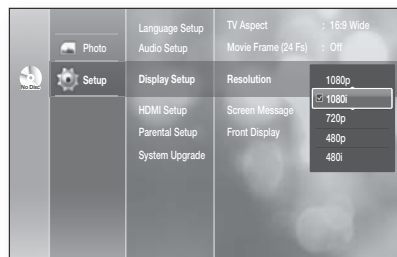 No Disc
Photo
Setup
Language Setup
Audio Setup
Display Setup
HDMI Setup
Parental Setup
System Upgrade
TV Aspect : 16:9 Wide
Movie Frame (24 Fs) : Off
Resolution
Screen Message
Front Display
1080p
1080i
720p
480p
480i